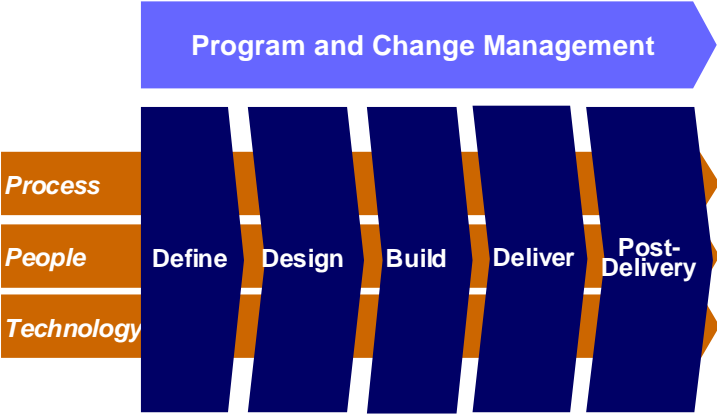 Program and Change Management
Process
People
Technology
Define
Design
Build
Deliver
Post-
Delivery